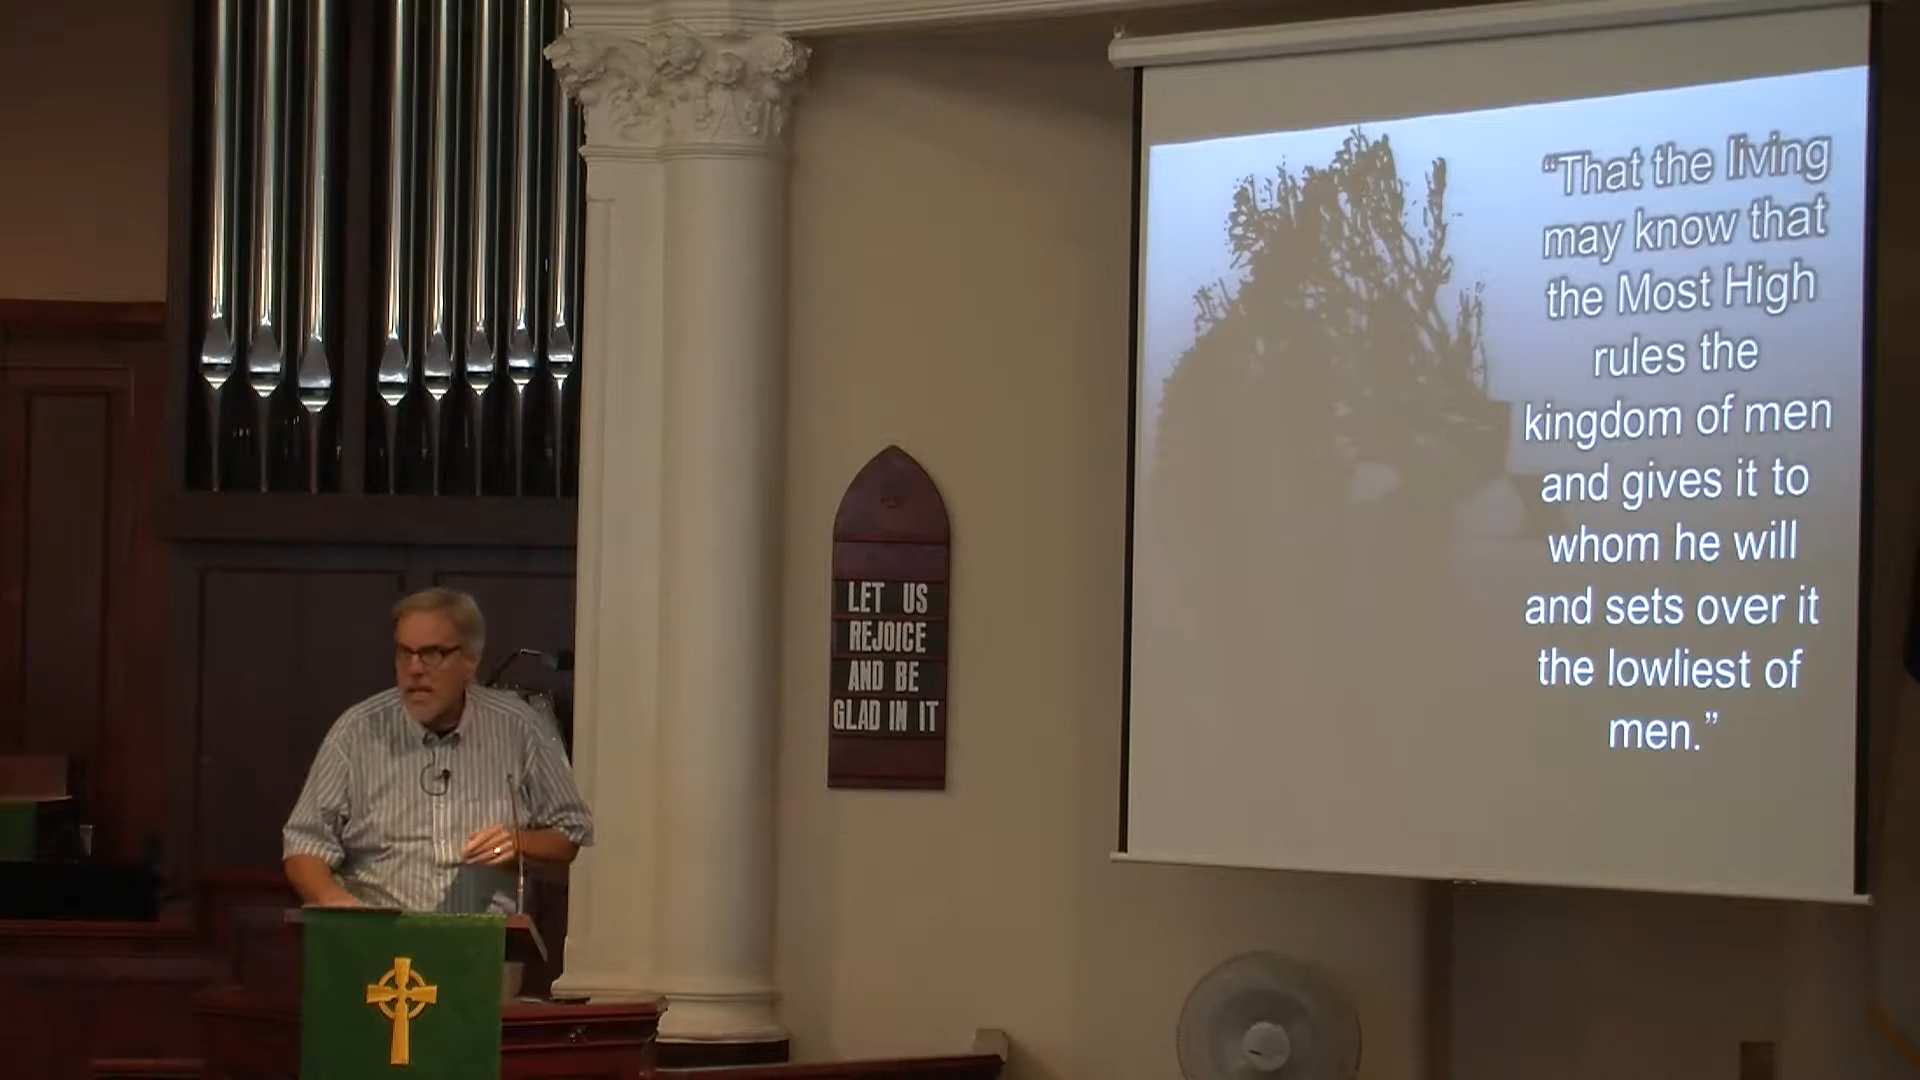 LET US
REJOICE
AND BE
GLAD IN IT
“That the living
may know that
the Most High
rules the
kingdom of men
and gives it to
whom he will
and sets over it
the lowliest of
men.”